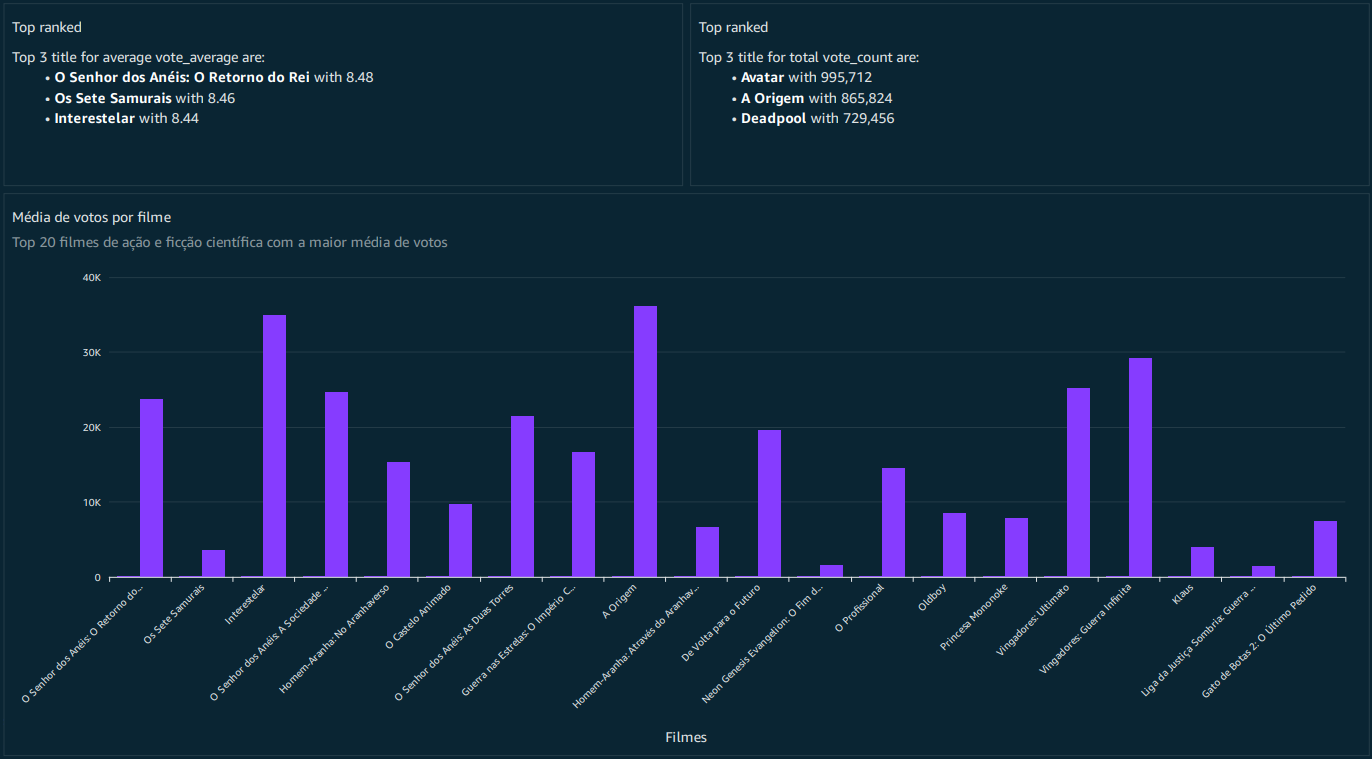 Top ranked
Top 3 title for average vote_average are:
• O Senhor dos Anéis: O Retorno do Rei with 8.48
• Os Sete Samurais with 8.46
• Interestelar with 8.44
Top ranked
Top 3 title for total vote_count are:
• Avatar with 995,712
• A Origem with 865,824
• Deadpool with 729,456
Média de votos por filme
Top 20 filmes de ação e ficção científica com a maior média de votos
40K
30K
20K
10K
0
O Senhor dos Anéis: O Retorno do...
Os Sete Samurais
Interestelar
O Senhor dos Anéis: A Sociedade ...
Homem-Aranha: No Aranhaverso
O Castelo Animado
O Senhor dos Anéis: As Duas Torres
Guerra nas Estrelas: O Império C...
A Origem
Homem-Aranha: Através do Aranhav...
De Volta para o Futuro
Neon Genesis Evangelion: O Fim d...
O Profissional
Oldboy
Princesa Mononoke
Vingadores: Ultimato
Vingadores: Guerra Infinita
Klaus
Liga da Justiça Sombria: Guerra ...
Gato de Botas 2: O Último Pedido
Filmes